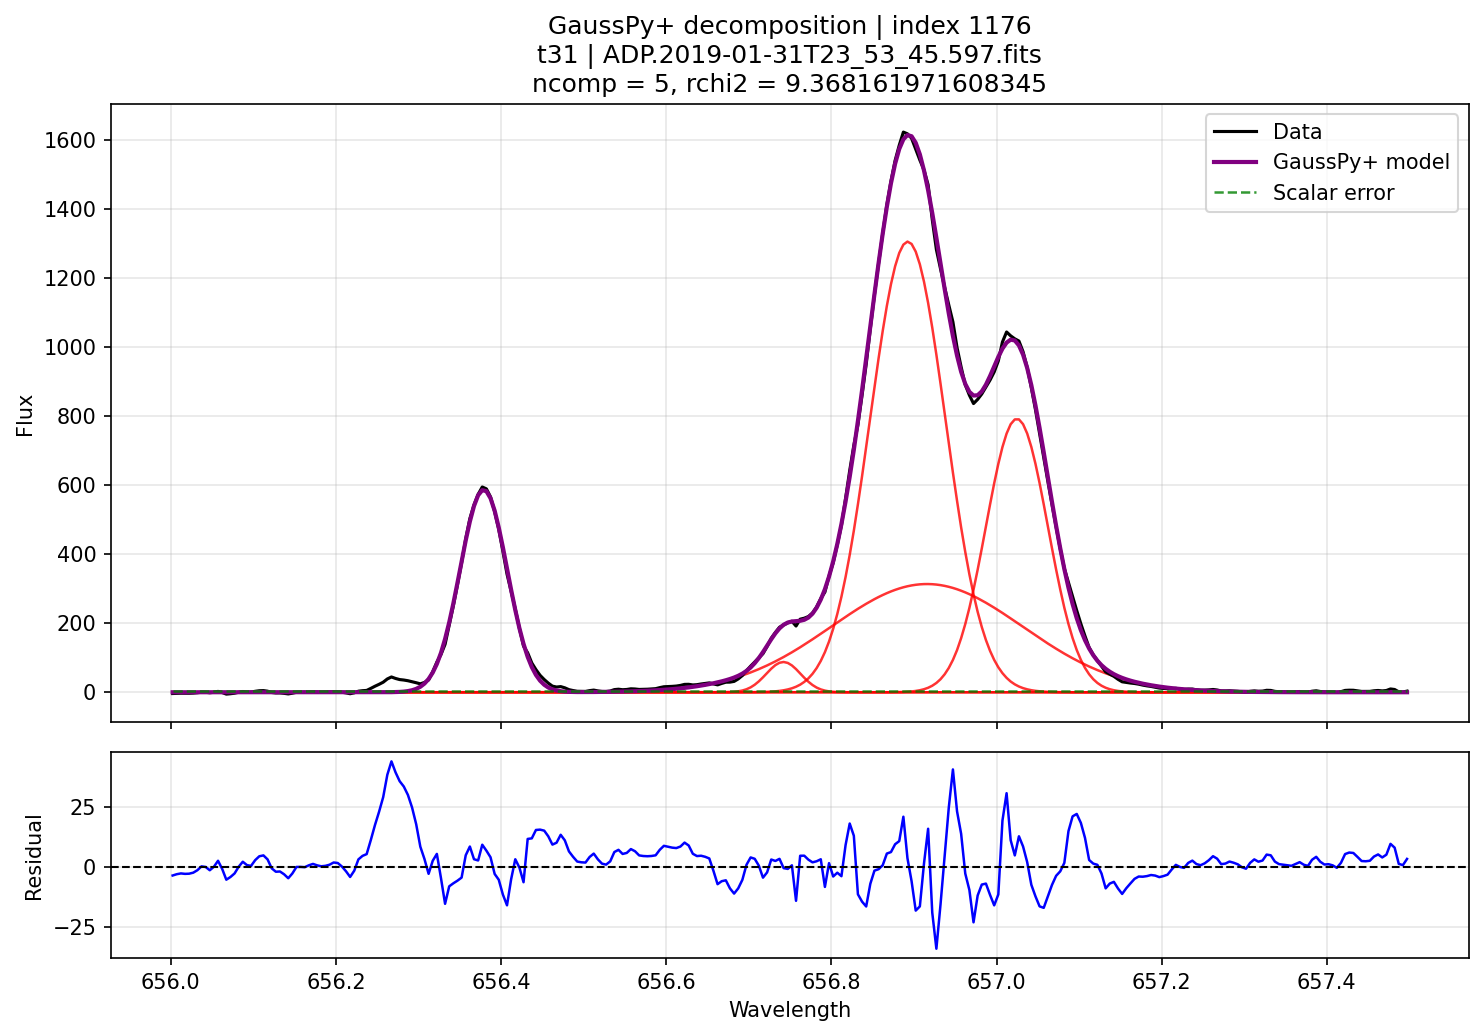 GaussPy+ decomposition | index 1176
t31 | ADP.2019-01-31T23_53_45.597.fits
ncomp = 5, rchi2 = 9.368161971608345
Data
GaussPy+ model
Scalar error
Flux
1600
1400
1200
1000
800
600
400
200
0
Residual
25
0
−25
656.0
656.2
656.4
656.6
656.8
657.0
657.2
657.4
Wavelength